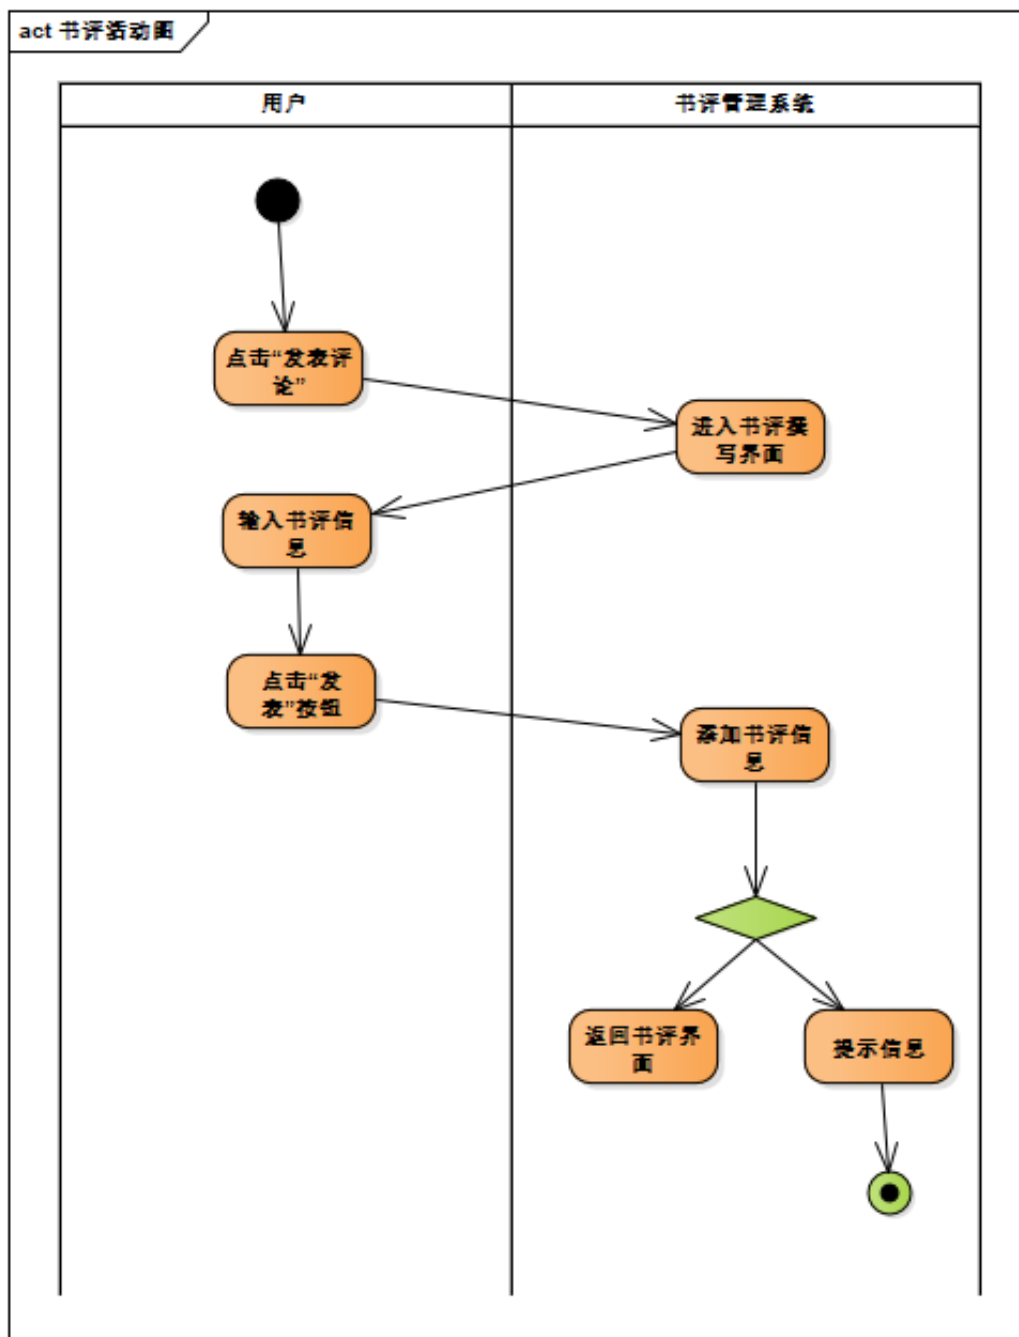 act 书评活动图
用户
书评管理系统
点击“发表评
论”
进入书评撰
写界面
输入书评信
息
点击“发
表”按钮
添加书评信
息
返回书评界
面
提示信息